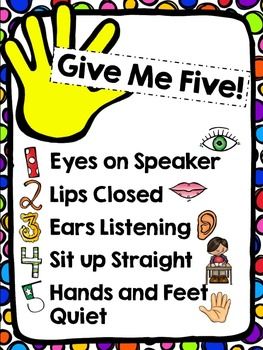 Give Me Five!
1 Eyes on Speaker
2 Lips Closed
3 Ears Listening
4 Sit up Straight
5 Hands and Feet
Quiet